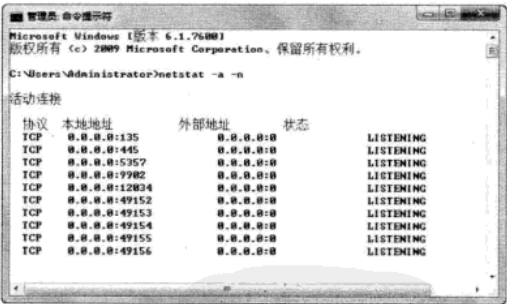 管理员: 命令提示符
Microsoft Windows [版本 6.1.7600]
版权所有 (c) 2009 Microsoft Corporation。保留所有权利。
C:\Users\Administrator>netstat -a -n
活动连接
协议 本地地址 外部地址 状态
TCP 0.0.0.0:135 0.0.0.0:0 LISTENING
TCP 0.0.0.0:445 0.0.0.0:0 LISTENING
TCP 0.0.0.0:5357 0.0.0.0:0 LISTENING
TCP 0.0.0.0:9902 0.0.0.0:0 LISTENING
TCP 0.0.0.0:12034 0.0.0.0:0 LISTENING
TCP 0.0.0.0:49152 0.0.0.0:0 LISTENING
TCP 0.0.0.0:49153 0.0.0.0:0 LISTENING
TCP 0.0.0.0:49154 0.0.0.0:0 LISTENING
TCP 0.0.0.0:49155 0.0.0.0:0 LISTENING
TCP 0.0.0.0:49156 0.0.0.0:0 LISTENING